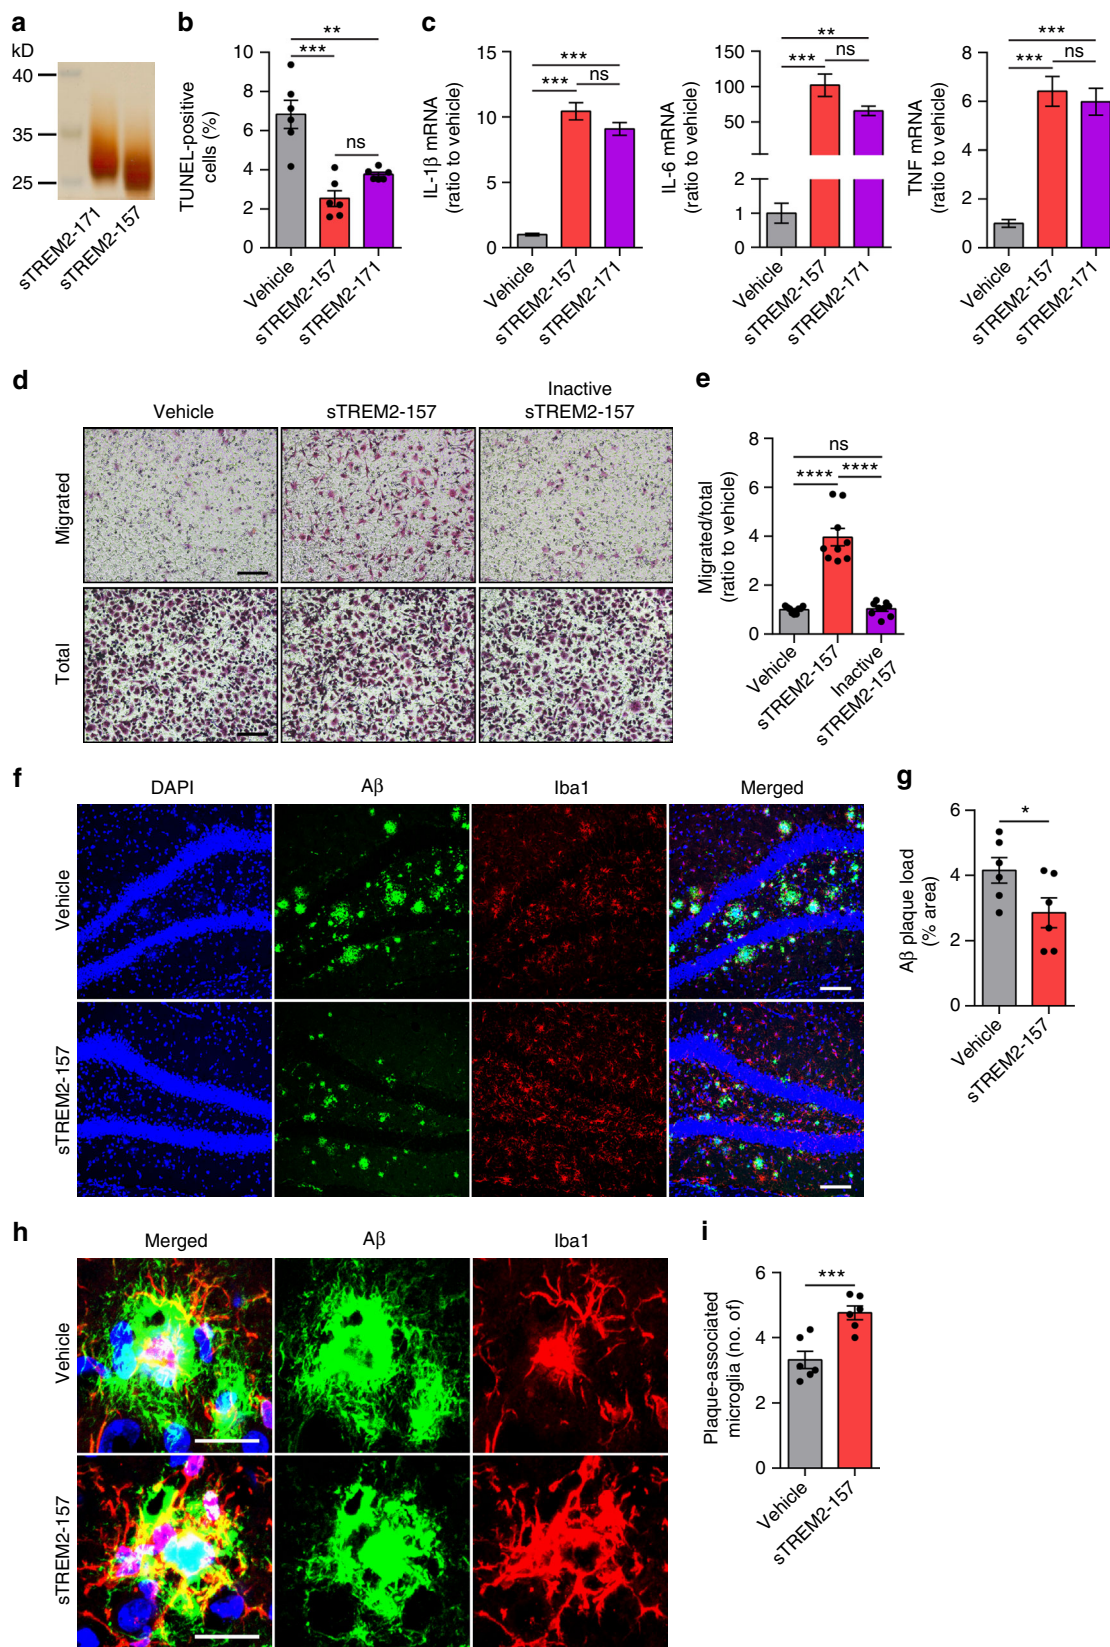 a
kD
40
35
25
sTREM2-171
sTREM2-157
b
TUNEL-positive
cells (%)
10
8
6
4
2
0
**
***
ns
Vehicle
sTREM2-157
sTREM2-171
c
IL-1β mRNA
(ratio to vehicle)
15
10
5
0
***
***
ns
Vehicle
sTREM2-157
sTREM2-171
IL-6 mRNA
(ratio to vehicle)
150
100
50
2
1
0
**
***
ns
Vehicle
sTREM2-157
sTREM2-171
TNF mRNA
(ratio to vehicle)
8
6
4
2
0
***
***
ns
Vehicle
sTREM2-157
sTREM2-171
d
Vehicle
sTREM2-157
Inactive
sTREM2-157
Migrated
Total
e
Migrated/total
(ratio to vehicle)
8
6
4
2
0
ns
****
****
Vehicle
sTREM2-157
Inactive
sTREM2-157
f
DAPI
Aβ
Iba1
Merged
Vehicle
sTREM2-157
g
Aβ plaque load
(% area)
6
4
2
0
*
Vehicle
sTREM2-157
h
Merged
Aβ
Iba1
Vehicle
sTREM2-157
i
Plaque-associated
microglia (no. of)
6
4
2
0
***
Vehicle
sTREM2-157